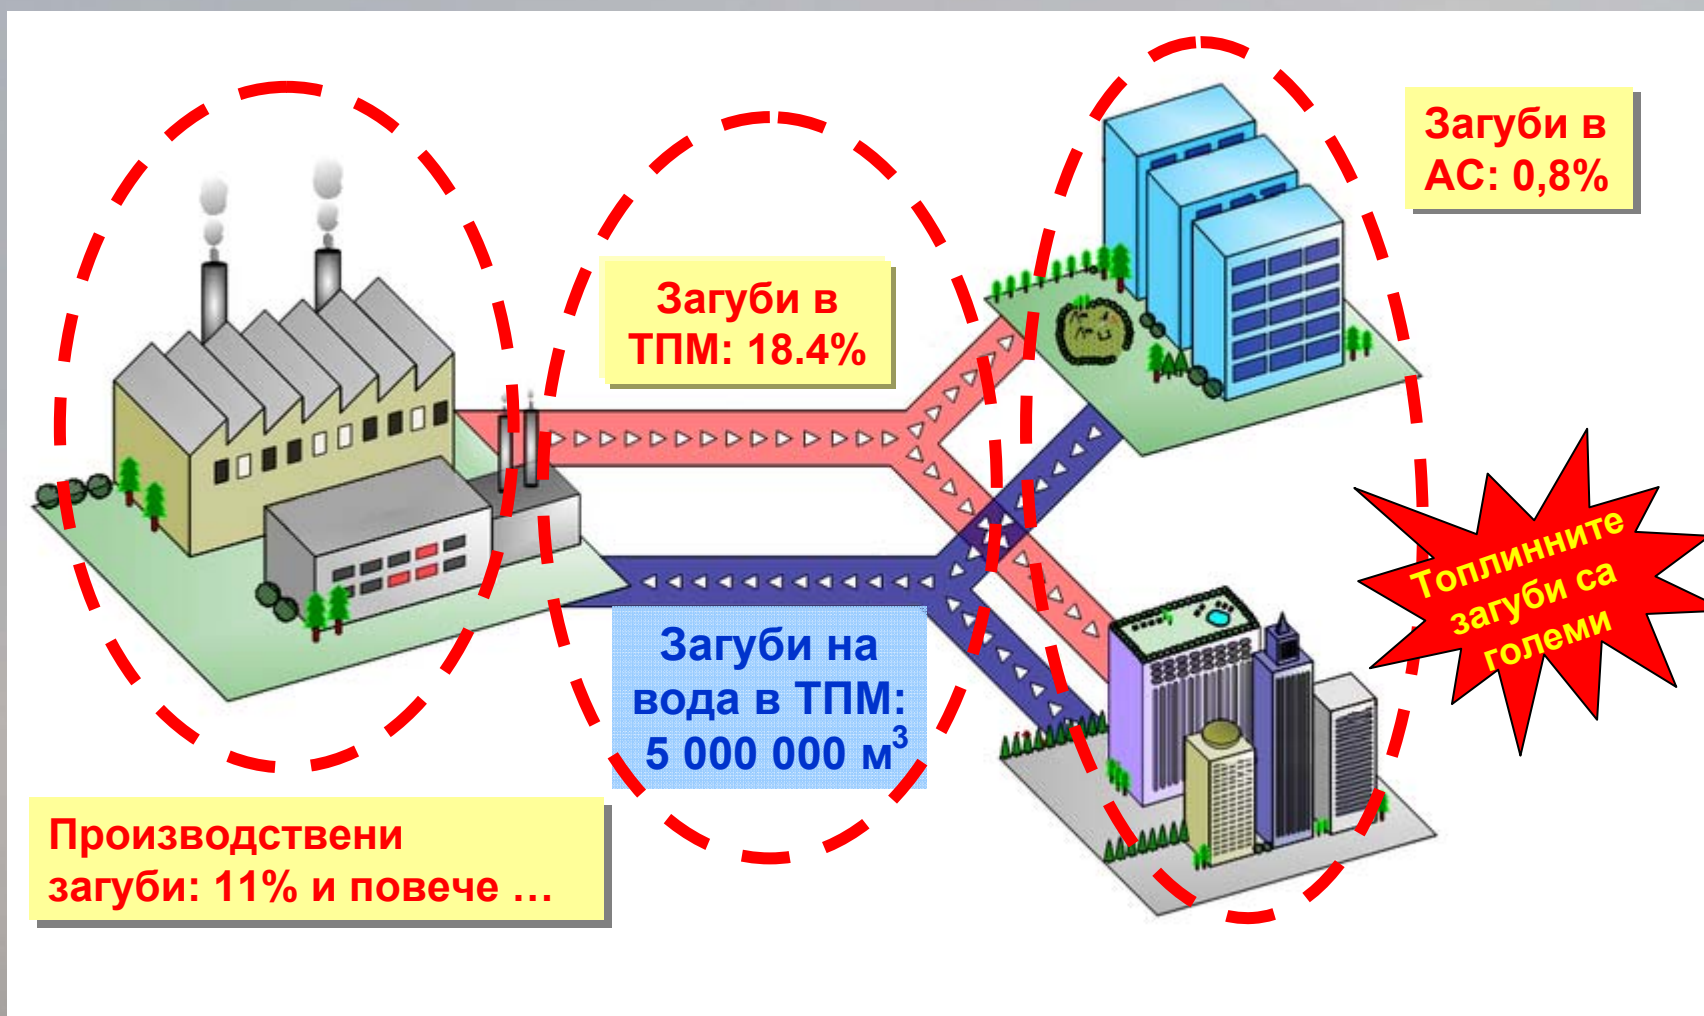 Загуби в
АС: 0,8%
Загуби в
ТПМ: 18.4%
Топлинните
загуби са
големи
Загуби на
вода в ТПМ:
5 000 000 м³
Производствени
загуби: 11% и повече …